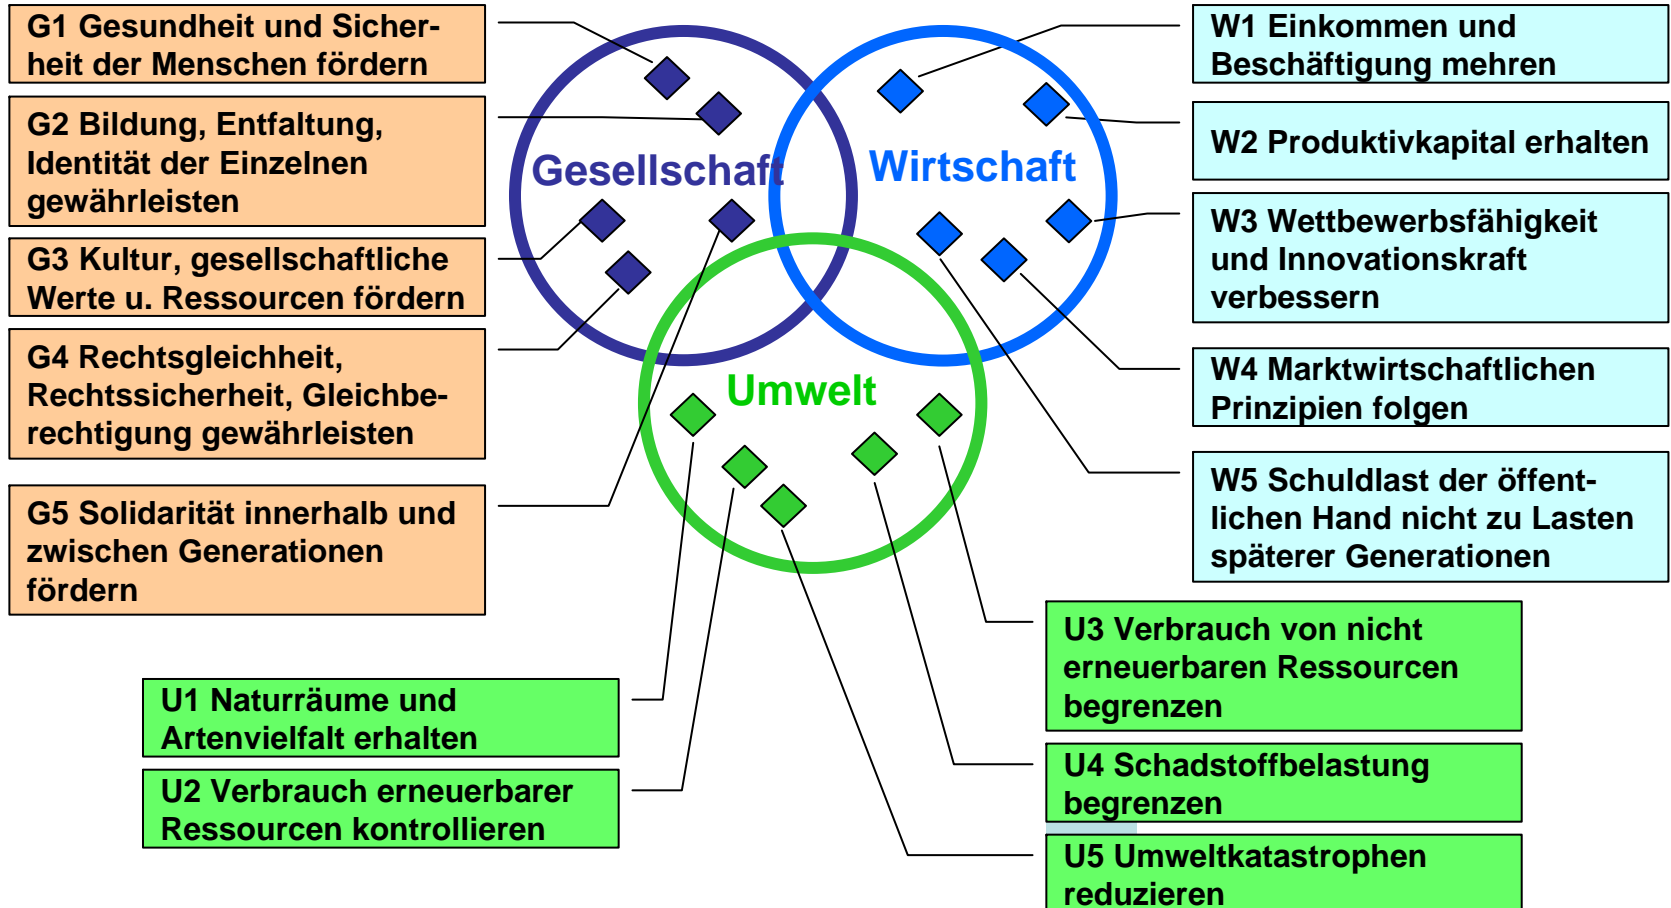 G1 Gesundheit und Sicher-
heit der Menschen fördern
G2 Bildung, Entfaltung,
Identität der Einzelnen
gewährleisten
G3 Kultur, gesellschaftliche
Werte u. Ressourcen fördern
G4 Rechtsgleichheit,
Rechtssicherheit, Gleichbe-
rechtigung gewährleisten
G5 Solidarität innerhalb und
zwischen Generationen
fördern
Gesellschaft
Wirtschaft
Umwelt
W1 Einkommen und
Beschäftigung mehren
W2 Produktivkapital erhalten
W3 Wettbewerbsfähigkeit
und Innovationskraft
verbessern
W4 Marktwirtschaftlichen
Prinzipien folgen
W5 Schuldlast der öffent-
lichen Hand nicht zu Lasten
späterer Generationen
U1 Naturräume und
Artenvielfalt erhalten
U2 Verbrauch erneuerbarer
Ressourcen kontrollieren
U3 Verbrauch von nicht
erneuerbaren Ressourcen
begrenzen
U4 Schadstoffbelastung
begrenzen
U5 Umweltkatastrophen
reduzieren